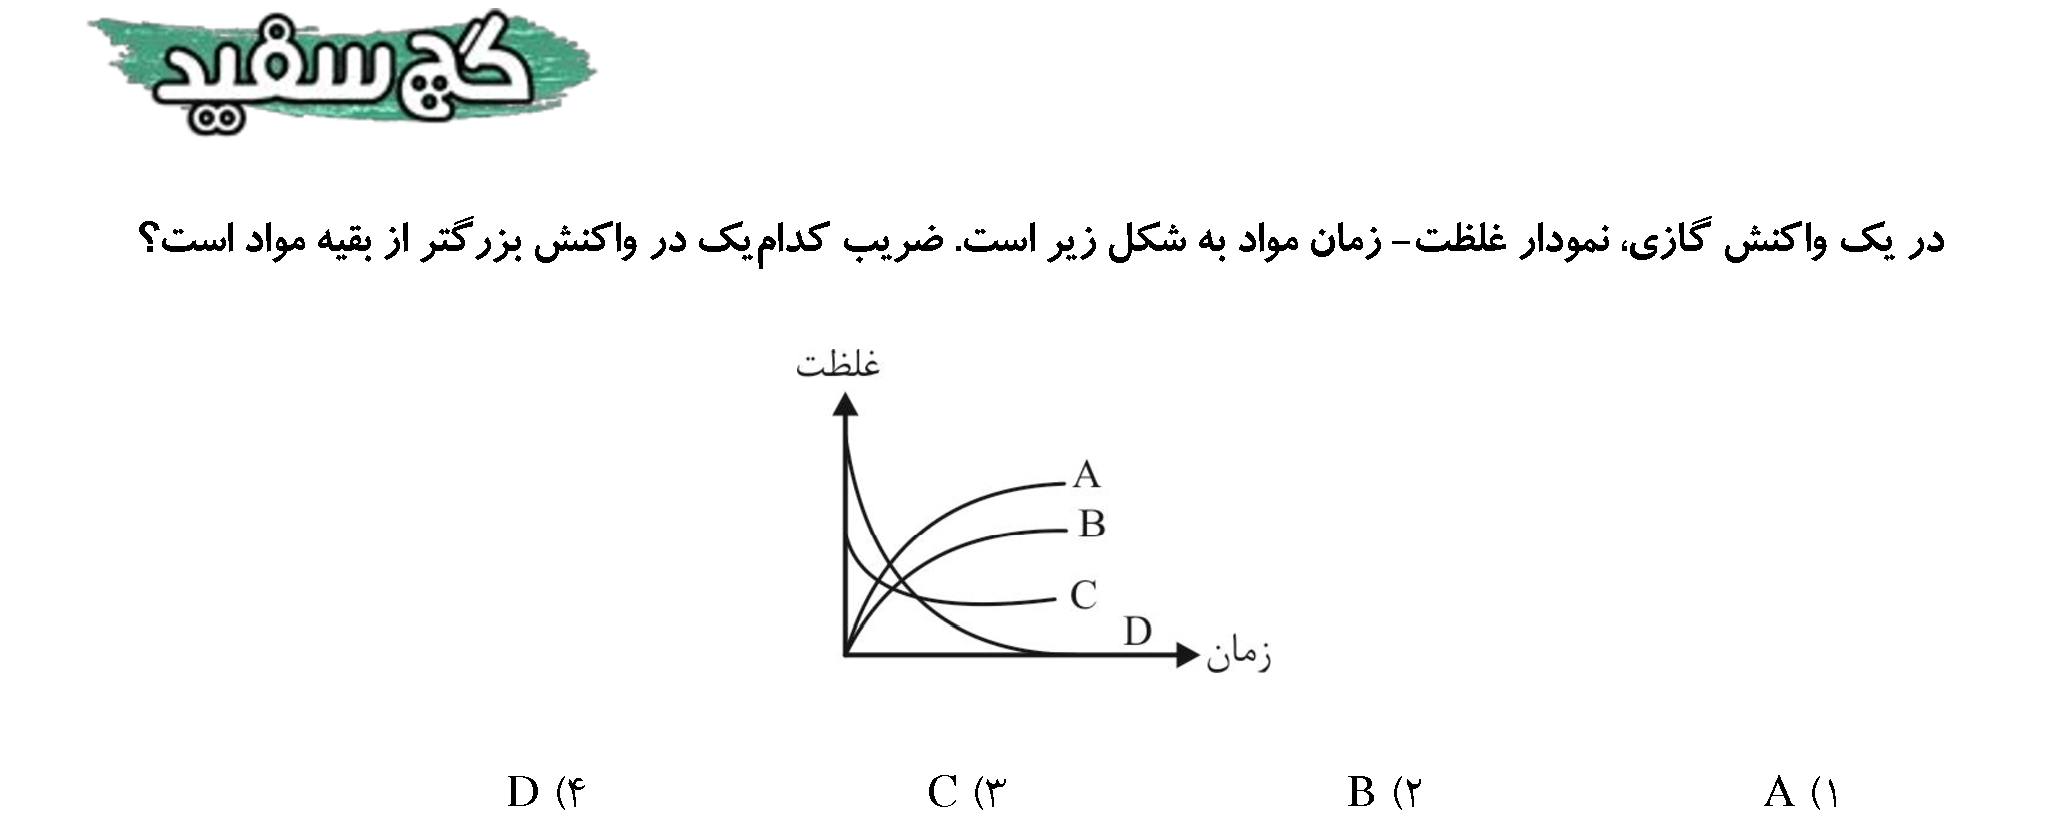 گچ سفید
در یک واکنش گازی، نمودار غلظت- زمان مواد به شکل زیر است. ضریب کدام‌یک در واکنش بزرگتر از بقیه مواد است؟
غلظت
A
B
C
D
زمان
۱) A ۲) B ۳) C ۴) D